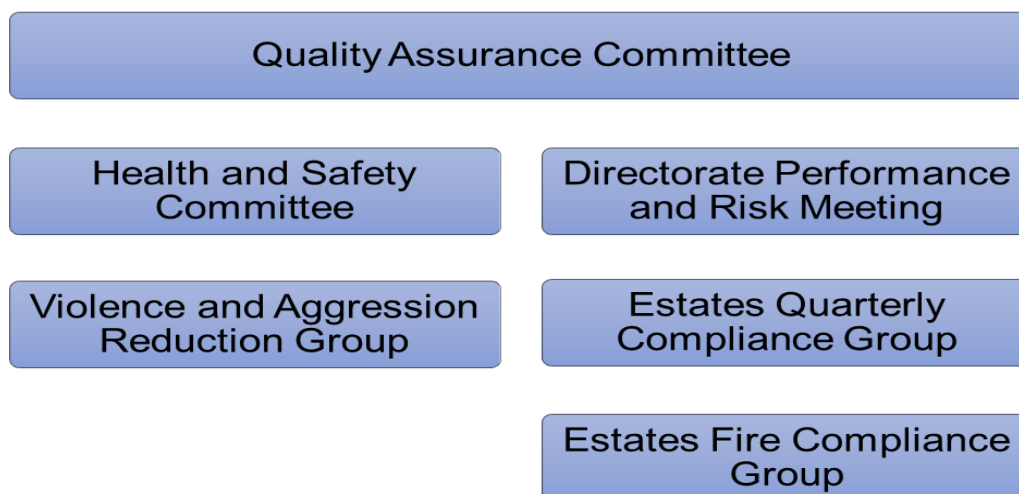 Quality Assurance Committee
Health and Safety
Committee
Directorate Performance
and Risk Meeting
Violence and Aggression
Reduction Group
Estates Quarterly
Compliance Group
Estates Fire Compliance
Group